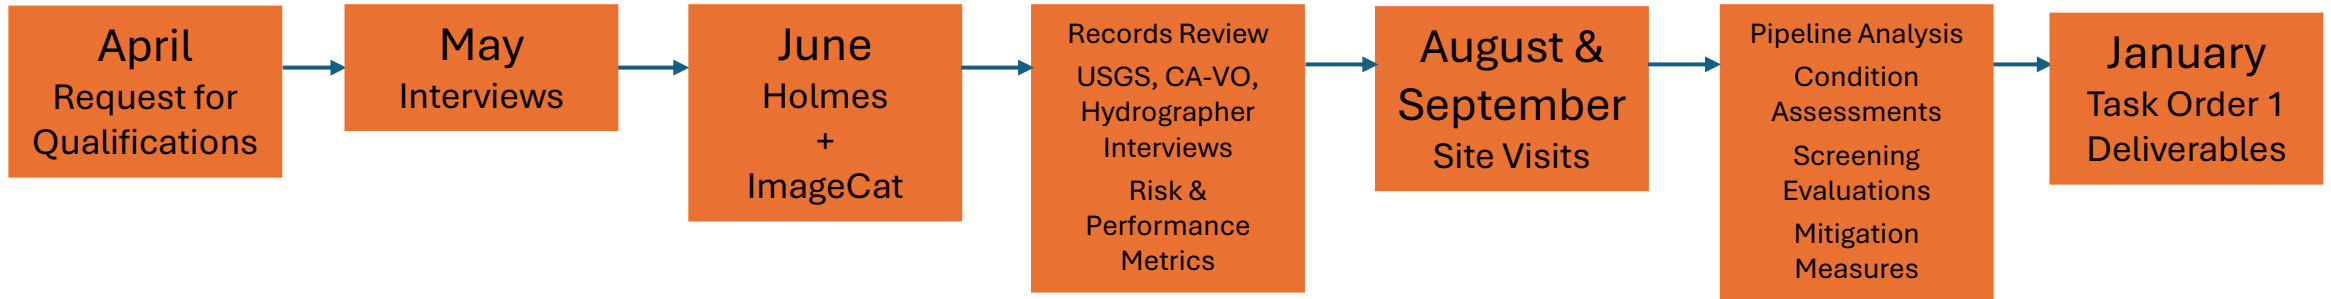 April
Request for
Qualifications
May
Interviews
June
Holmes
+
ImageCat
Records Review
USGS, CA-VO,
Hydrographer
Interviews
Risk &
Performance
Metrics
August &
September
Site Visits
Pipeline Analysis
Condition
Assessments
Screening
Evaluations
Mitigation
Measures
January
Task Order 1
Deliverables